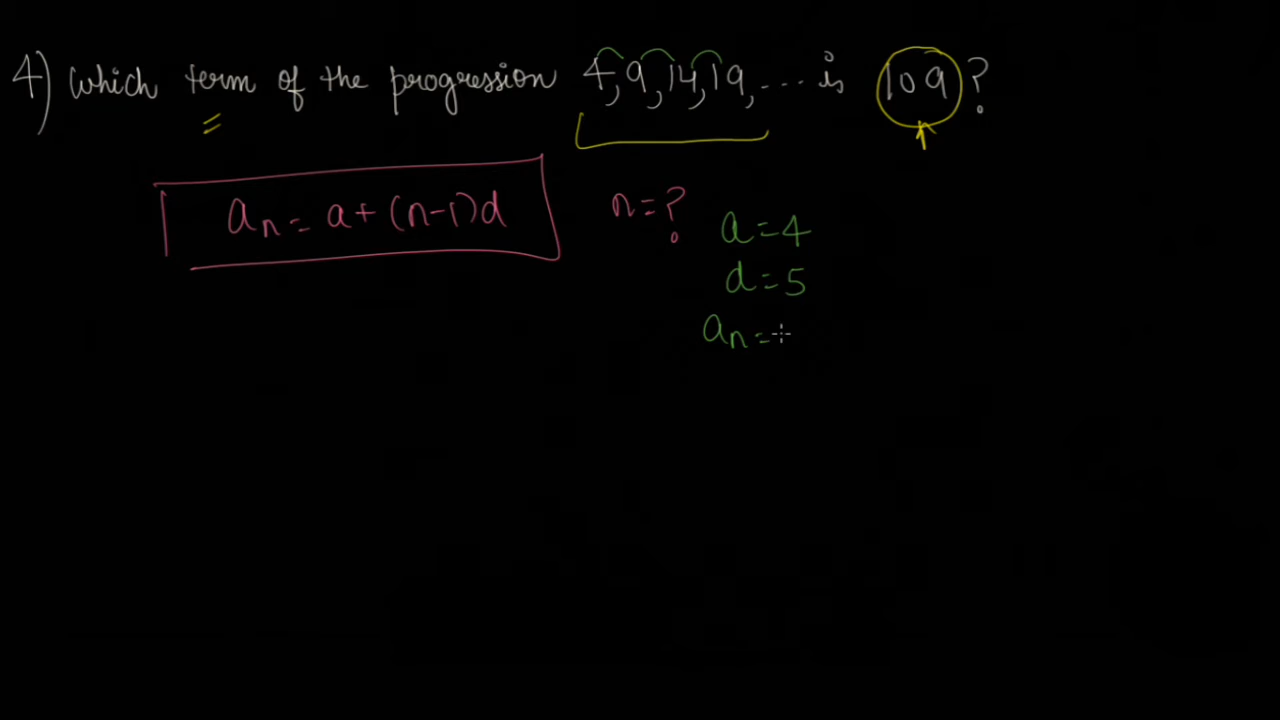 4) Which term of the progression 4, 9, 14, 19, ... is 109?
an = a + (n-1)d
n = ?
a = 4
d = 5
an =